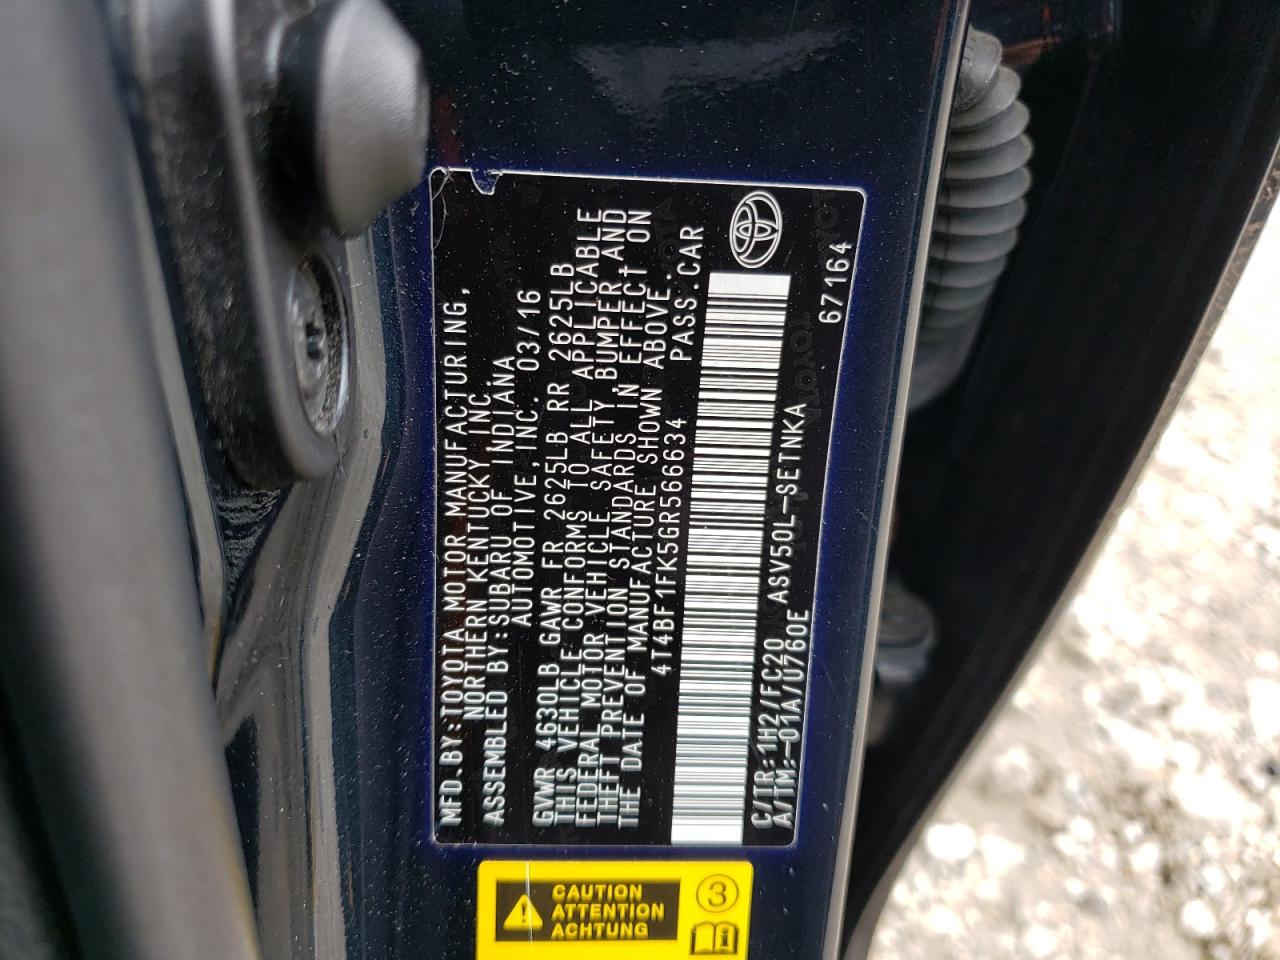 MFD.BY:TOYOTA MOTOR MANUFACTURING,
NORTHERN KENTUCKY INC.
ASSEMBLED BY:SUBARU OF INDIANA
AUTOMOTIVE,INC. 03/16
GVWR 4630LB GAWR FR 2625LB RR 2625LB
THIS VEHICLE CONFORMS TO ALL APPLICABLE
FEDERAL MOTOR VEHICLE SAFETY,BUMPER,AND
THEFT PREVENTION STANDARDS IN EFFECT ON
THE DATE OF MANUFACTURE SHOWN ABOVE.
4T4BF1FK5GR566634 PASS.CAR
C/TR:1H2/FC20 ASV50L-SETNKA
A/TM:-01A/U760E
67164
CAUTION
ATTENTION
ACHTUNG
3
i